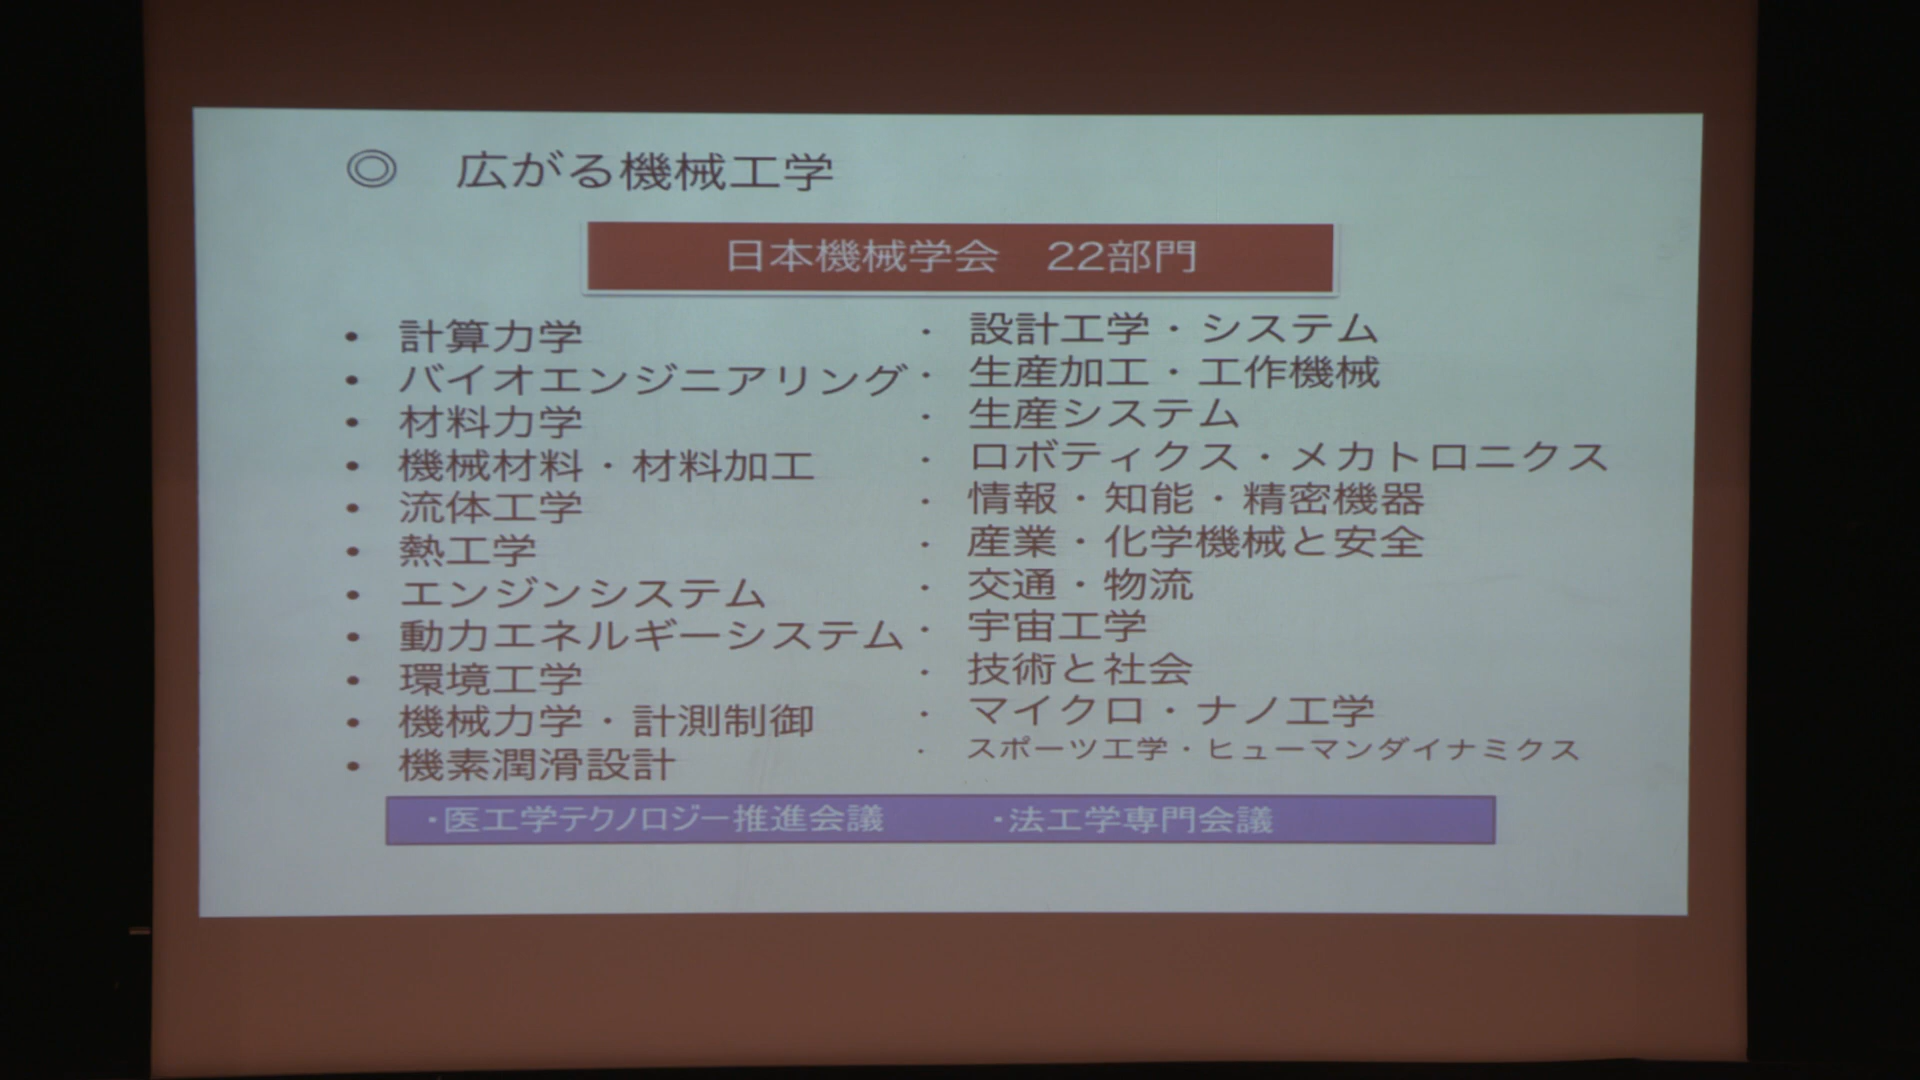 ◎ 広がる機械工学
日本機械学会 22部門
• 計算力学
• バイオエンジニアリング
• 材料力学
• 機械材料・材料加工
• 流体工学
• 熱工学
• エンジンシステム
• 動力エネルギーシステム
• 環境工学
• 機械力学・計測制御
• 機素潤滑設計
・ 設計工学・システム
・ 生産加工・工作機械
・ 生産システム
・ ロボティクス・メカトロニクス
・ 情報・知能・精密機器
・ 産業・化学機械と安全
・ 交通・物流
・ 宇宙工学
・ 技術と社会
・ マイクロ・ナノ工学
・ スポーツ工学・ヒューマンダイナミクス
・医工学テクノロジー推進会議 ・法工学専門会議